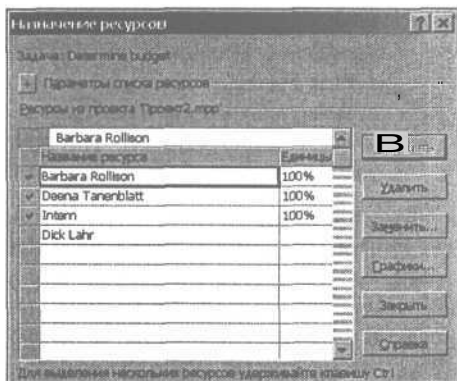 Назначение ресурсов
Задача: Determine budget
Параметры списка ресурсов
Ресурсы из проекта 'Проект2.mpp'
Barbara Rollison
Название ресурса Единицы
Barbara Rollison 100%
Deena Tanenblatt 100%
Intern 100%
Dick Lahr
Удалить
Заменить...
Графики...
Закрыть
Справка
Для выделения нескольких ресурсов удерживайте клавишу Ctrl